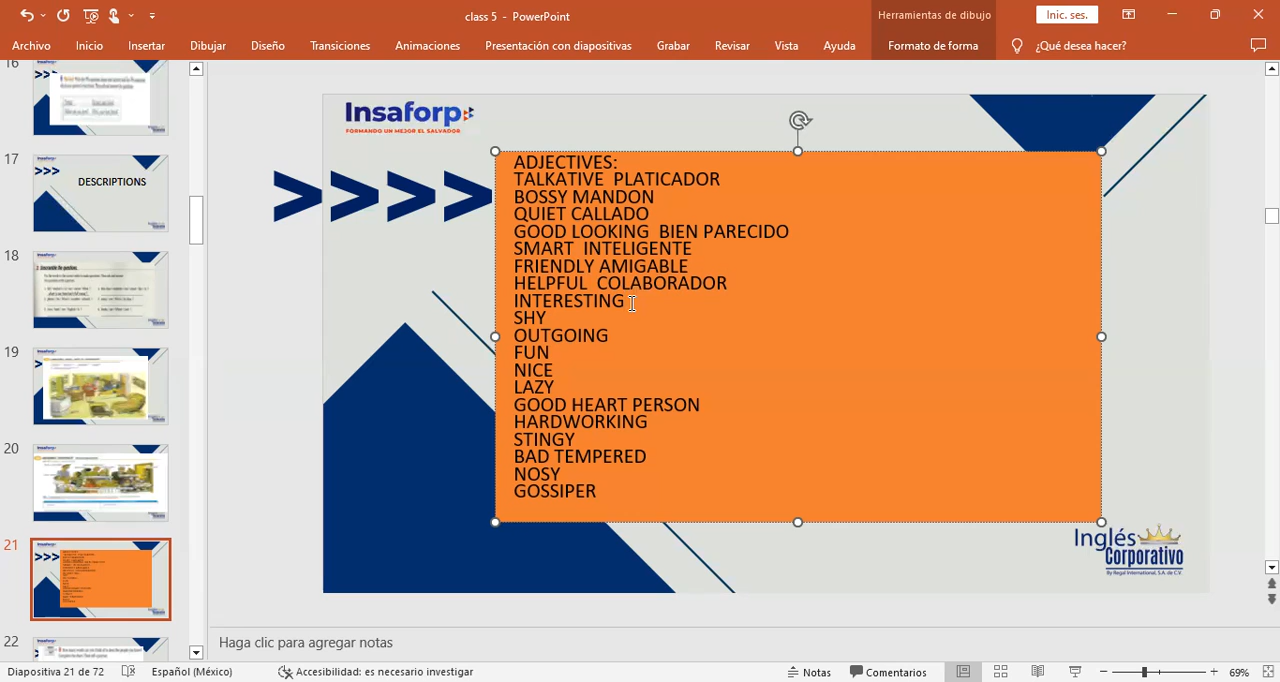 class 5 - PowerPoint
Herramientas de dibujo
Inic. ses.
Archivo Inicio Insertar Dibujar Diseño Transiciones Animaciones Presentación con diapositivas Grabar Revisar Vista Ayuda Formato de forma ¿Qué desea hacer?
16
17
DESCRIPTIONS
18
19
20
21
22
Insaforp
FORMANDO UN MEJOR EL SALVADOR
ADJECTIVES:
TALKATIVE  PLATICADOR
BOSSY MANDON
QUIET CALLADO
GOOD LOOKING  BIEN PARECIDO
SMART  INTELIGENTE
FRIENDLY AMIGABLE
HELPFUL  COLABORADOR
INTERESTING
SHY
OUTGOING
FUN
NICE
LAZY
GOOD HEART PERSON
HARDWORKING
STINGY
BAD TEMPERED
NOSY
GOSSIPER
Inglés
Corporativo
By Regal International, S.A. de C.V.
Haga clic para agregar notas
Diapositiva 21 de 72 Español (México) Accesibilidad: es necesario investigar Notas Comentarios 69%